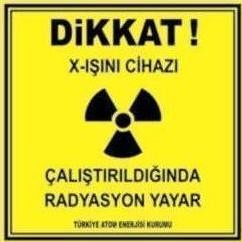 DİKKAT !
X-IŞINI CİHAZI
ÇALIŞTIRILDIĞINDA
RADYASYON YAYAR
TÜRKİYE ATOM ENERJİSİ KURUMU